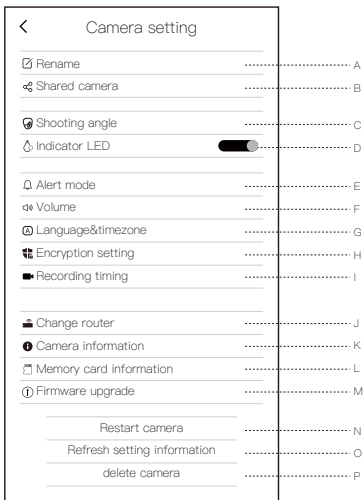 Camera setting
Rename A
Shared camera B
Shooting angle C
Indicator LED D
Alert mode E
Volume F
Language&timezone G
Encryption setting H
Recording timing I
Change router J
Camera information K
Memory card information L
Firmware upgrade M
Restart camera N
Refresh setting information O
delete camera P